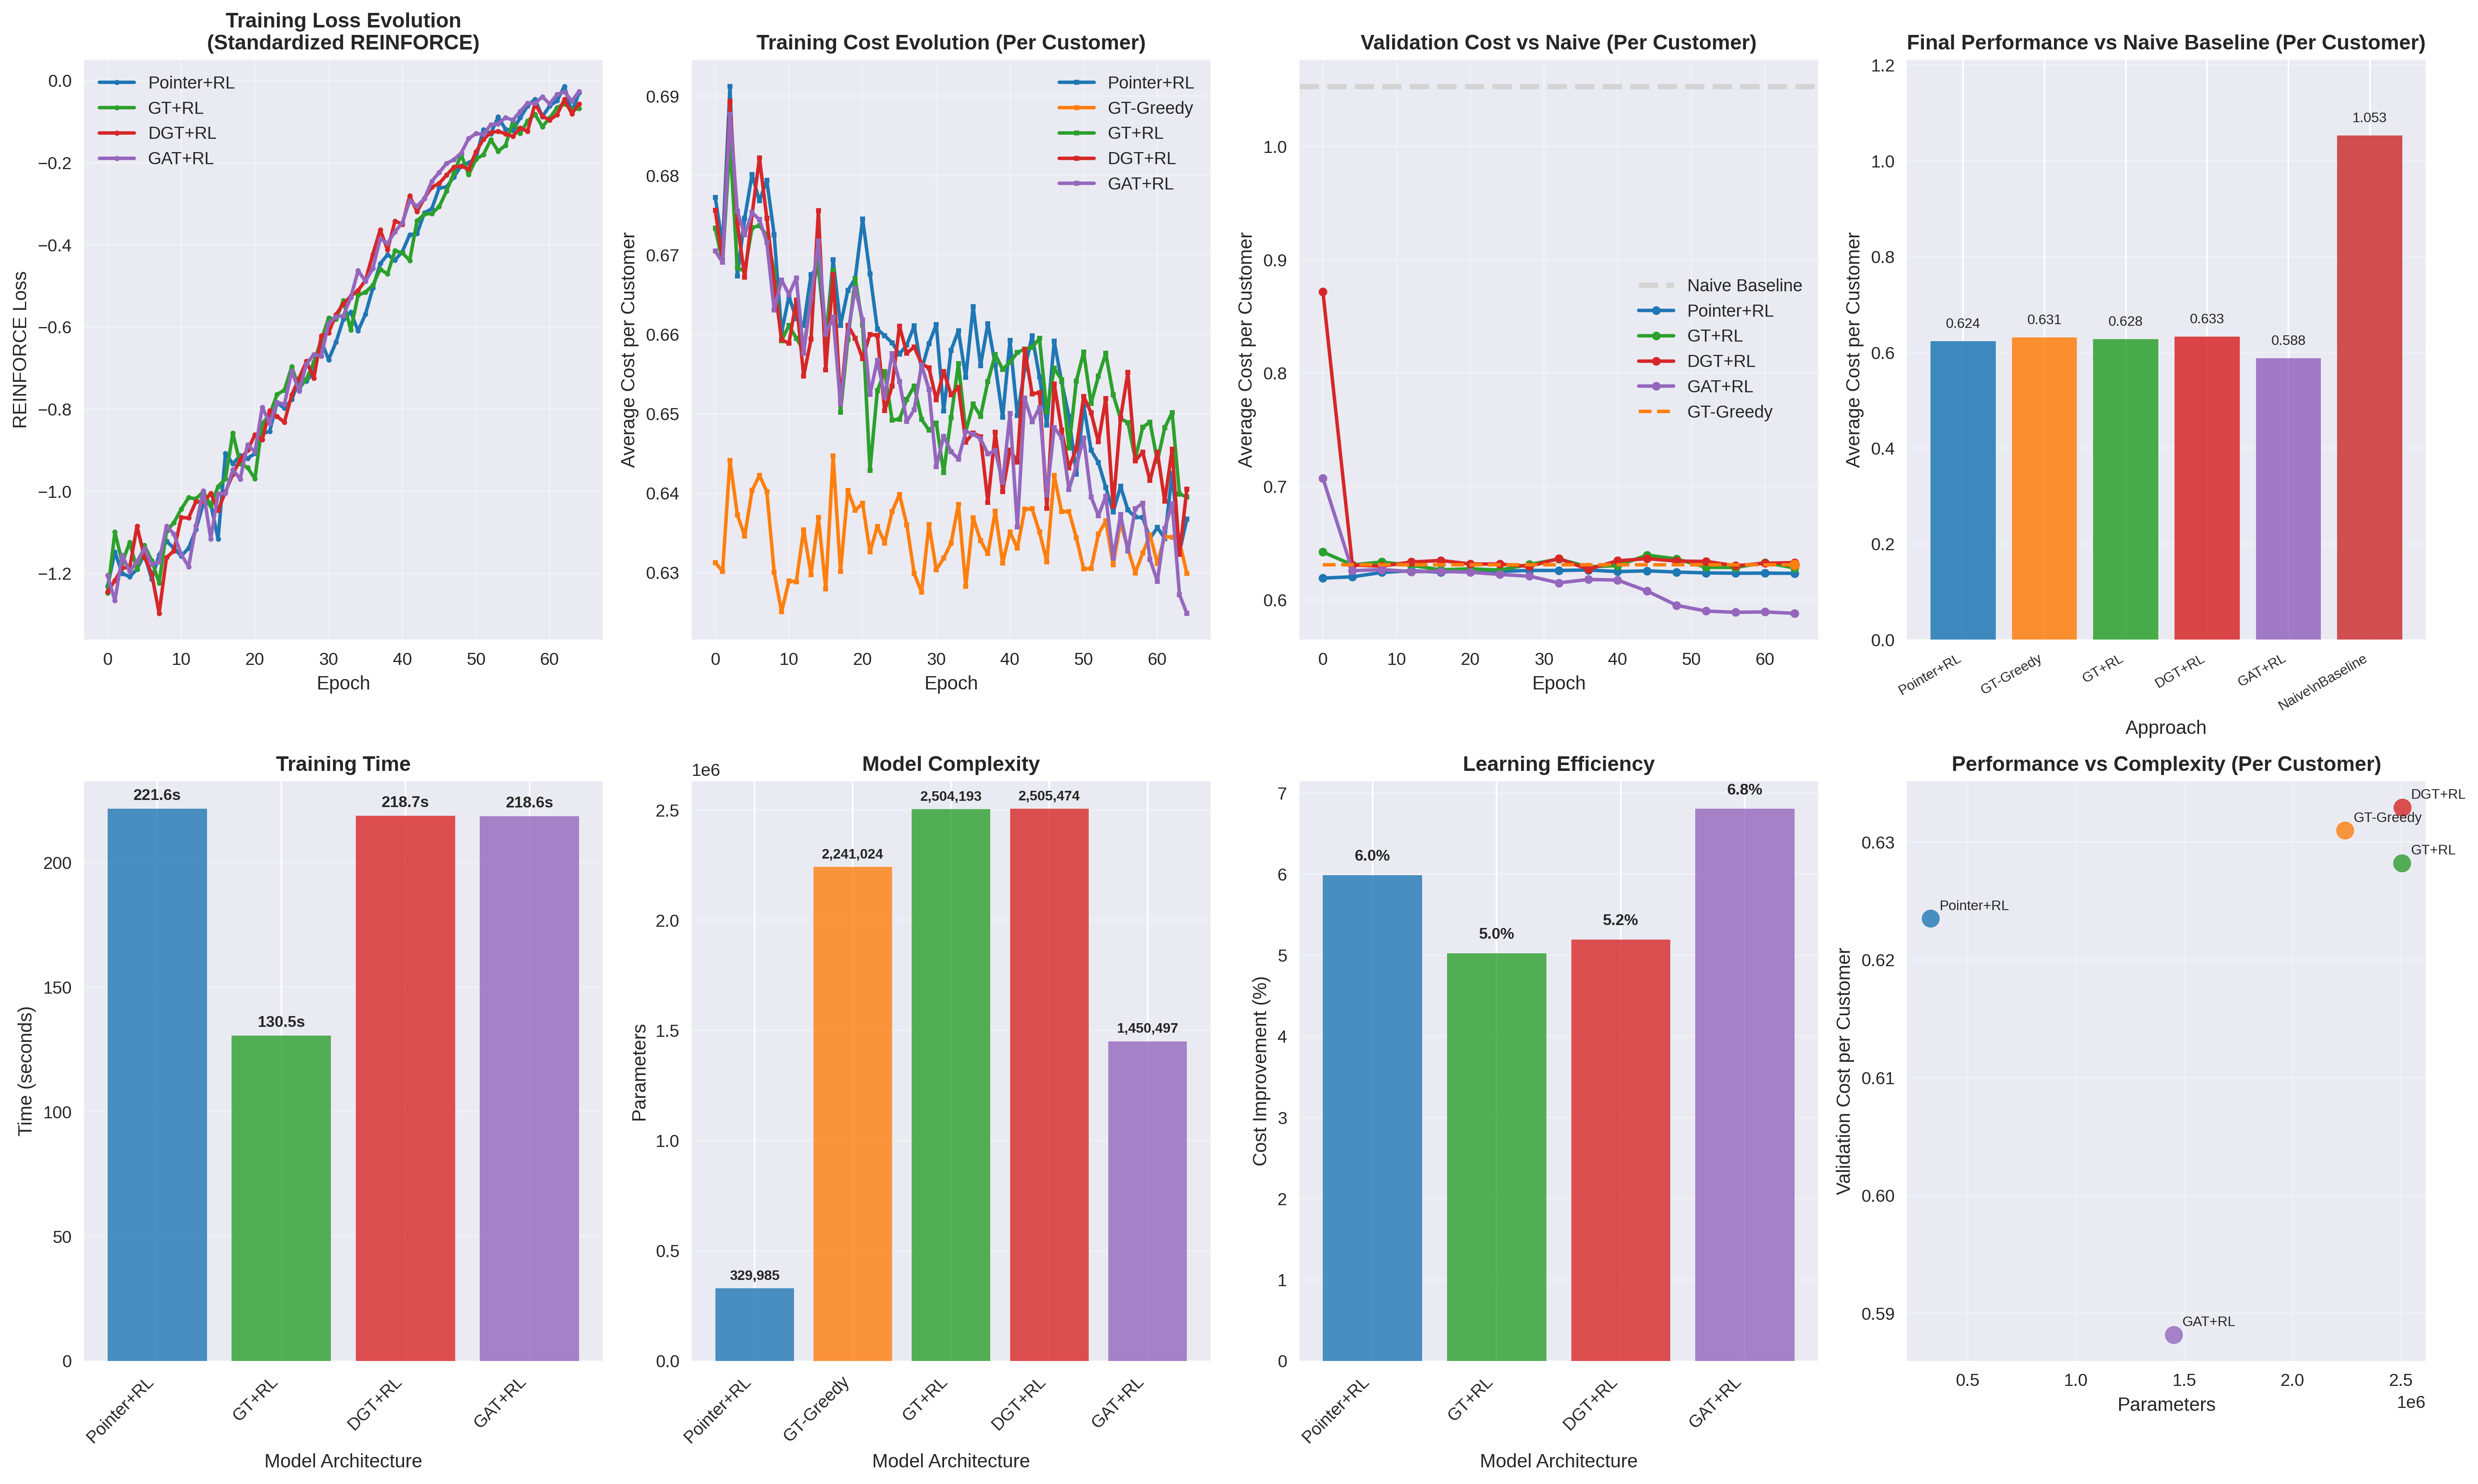 Training Loss Evolution
(Standardized REINFORCE)
0.0
−0.2
−0.4
−0.6
−0.8
−1.0
−1.2
REINFORCE Loss
Pointer+RL
GT+RL
DGT+RL
GAT+RL
0 10 20 30 40 50 60
Epoch
Training Cost Evolution (Per Customer)
0.69
0.68
0.67
0.66
0.65
0.64
0.63
Average Cost per Customer
Pointer+RL
GT-Greedy
GT+RL
DGT+RL
GAT+RL
0 10 20 30 40 50 60
Epoch
Validation Cost vs Naive (Per Customer)
1.0
0.9
0.8
0.7
0.6
Average Cost per Customer
Naive Baseline
Pointer+RL
GT+RL
DGT+RL
GAT+RL
GT-Greedy
0 10 20 30 40 50 60
Epoch
Final Performance vs Naive Baseline (Per Customer)
1.2
1.0
0.8
0.6
0.4
0.2
0.0
Average Cost per Customer
0.624
0.631
0.628
0.633
0.588
1.053
Pointer+RL
GT-Greedy
GT+RL
DGT+RL
GAT+RL
Naive\nBaseline
Approach
Training Time
200
150
100
50
0
Time (seconds)
221.6s
130.5s
218.7s
218.6s
Pointer+RL
GT+RL
DGT+RL
GAT+RL
Model Architecture
Model Complexity
1e6
2.5
2.0
1.5
1.0
0.5
0.0
Parameters
329,985
2,241,024
2,504,193
2,505,474
1,450,497
Pointer+RL
GT-Greedy
GT+RL
DGT+RL
GAT+RL
Model Architecture
Learning Efficiency
7
6
5
4
3
2
1
0
Cost Improvement (%)
6.0%
5.0%
5.2%
6.8%
Pointer+RL
GT+RL
DGT+RL
GAT+RL
Model Architecture
Performance vs Complexity (Per Customer)
0.63
0.62
0.61
0.60
0.59
Validation Cost per Customer
DGT+RL
GT-Greedy
GT+RL
Pointer+RL
GAT+RL
0.5 1.0 1.5 2.0 2.5
1e6
Parameters